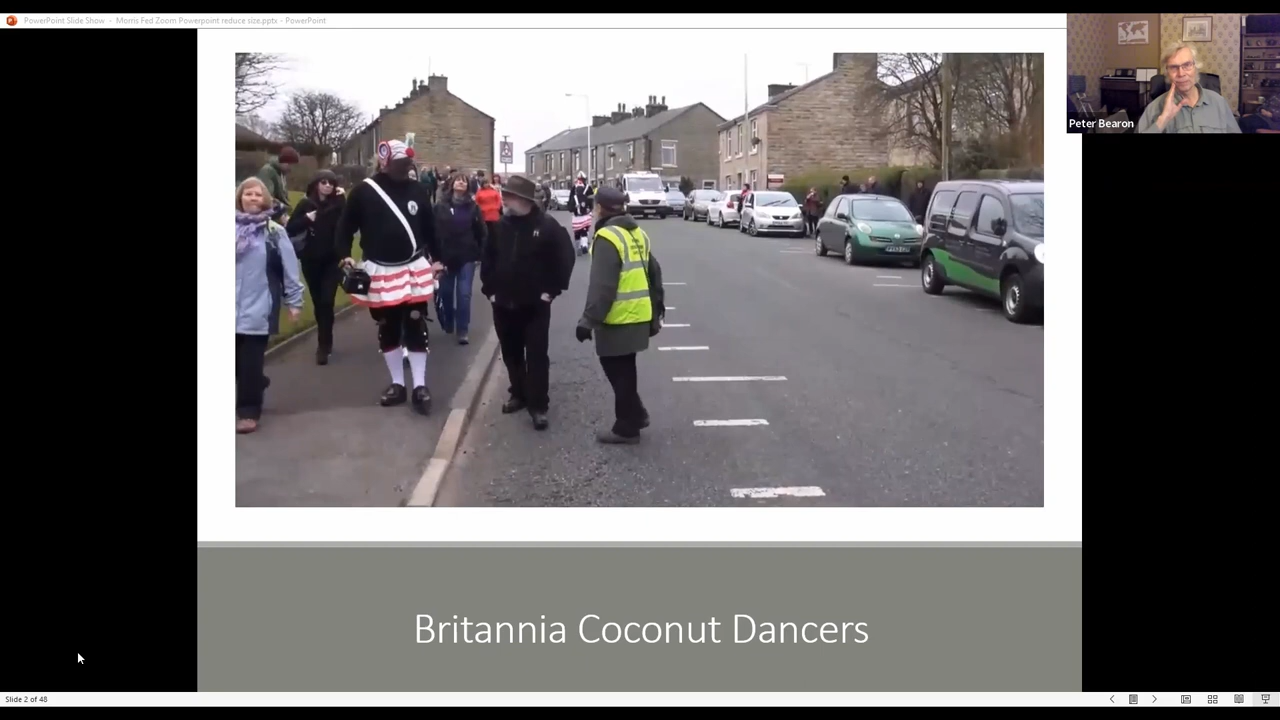 PowerPoint Slide Show - Morris Fed Zoom Powerpoint reduce size.pptx - PowerPoint
Peter Bearon
Britannia Coconut Dancers
Slide 2 of 48